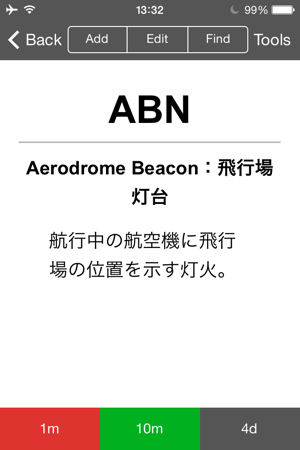 13:32
99%
Back
Add
Edit
Find
Tools
ABN
Aerodrome Beacon：飛行場
灯台
航行中の航空機に飛行
場の位置を示す灯火。
1m
10m
4d